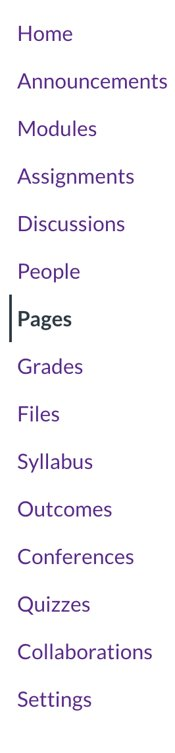 Home
Announcements
Modules
Assignments
Discussions
People
Pages
Grades
Files
Syllabus
Outcomes
Conferences
Quizzes
Collaborations
Settings